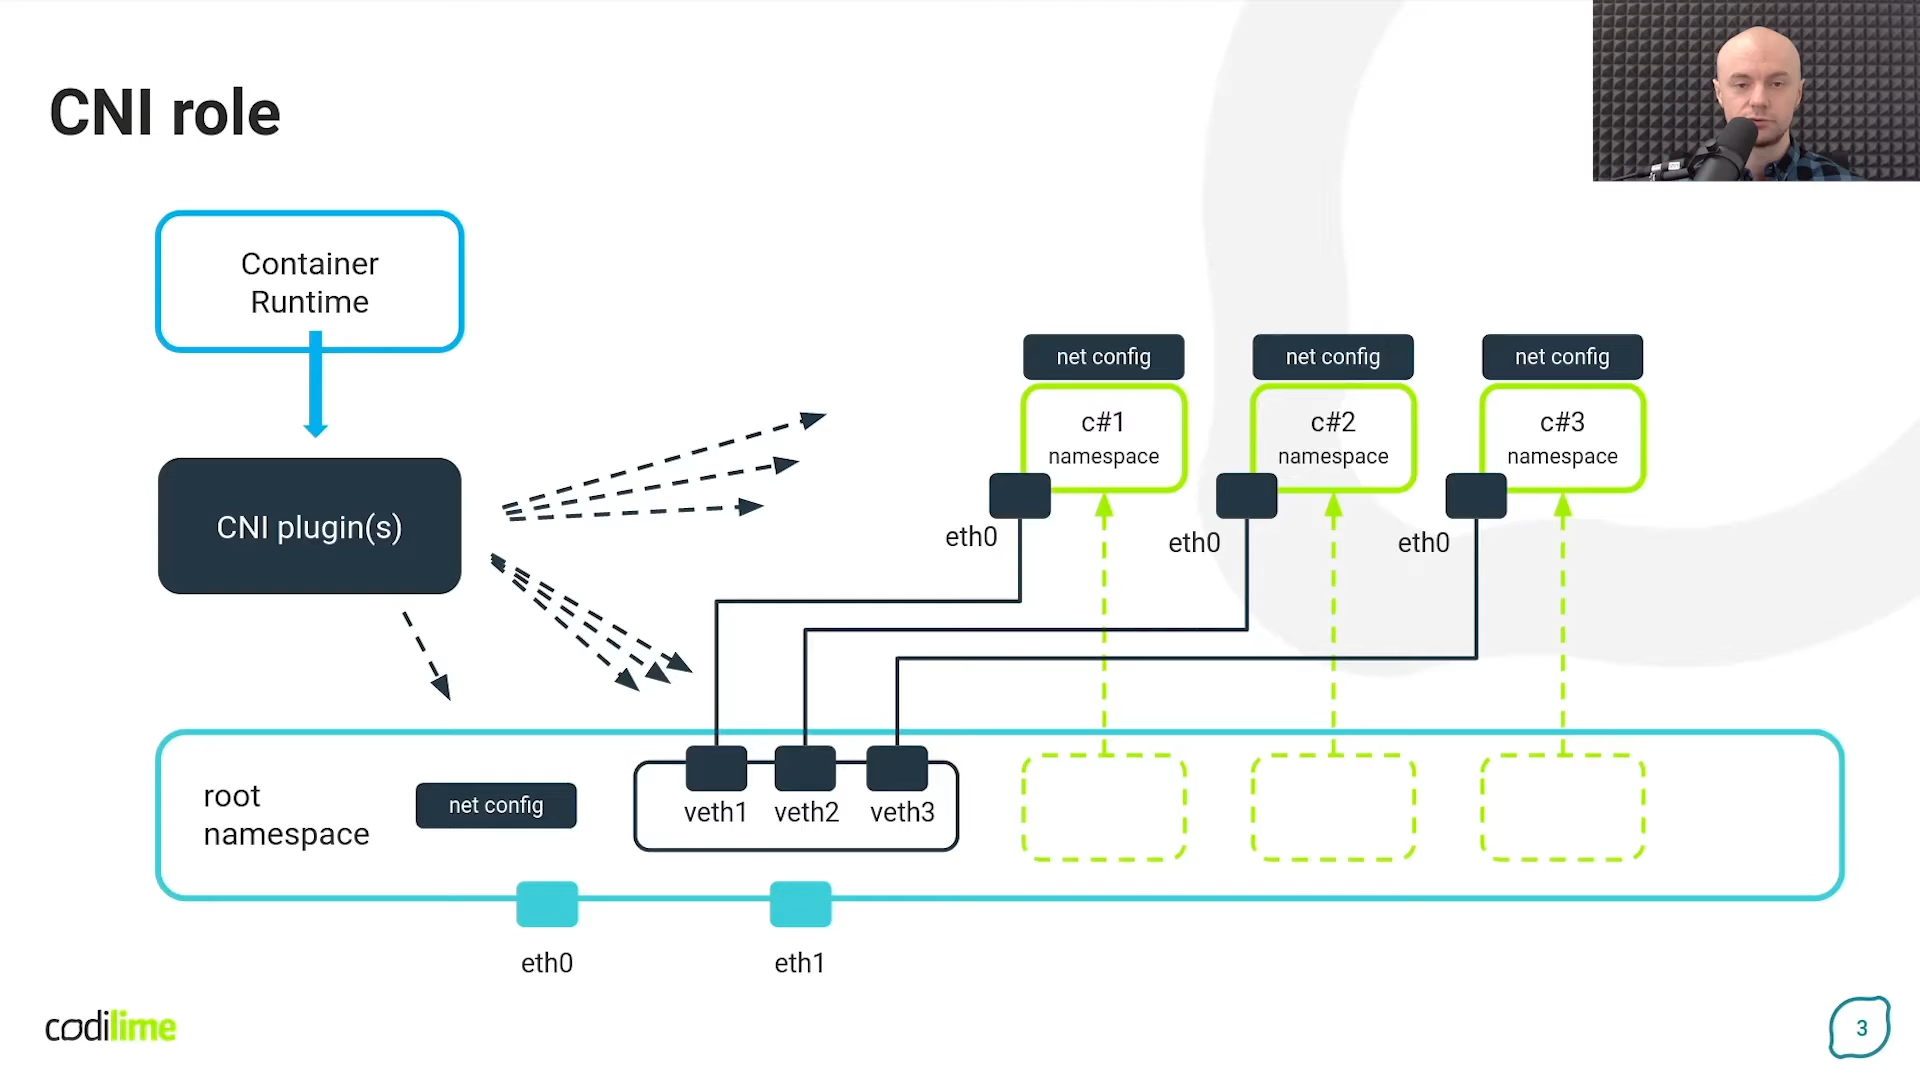 CNI role
Container
Runtime
CNI plugin(s)
net config
net config
net config
c#1
namespace
c#2
namespace
c#3
namespace
eth0
eth0
eth0
root
namespace
net config
veth1
veth2
veth3
eth0
eth1
codilime
3